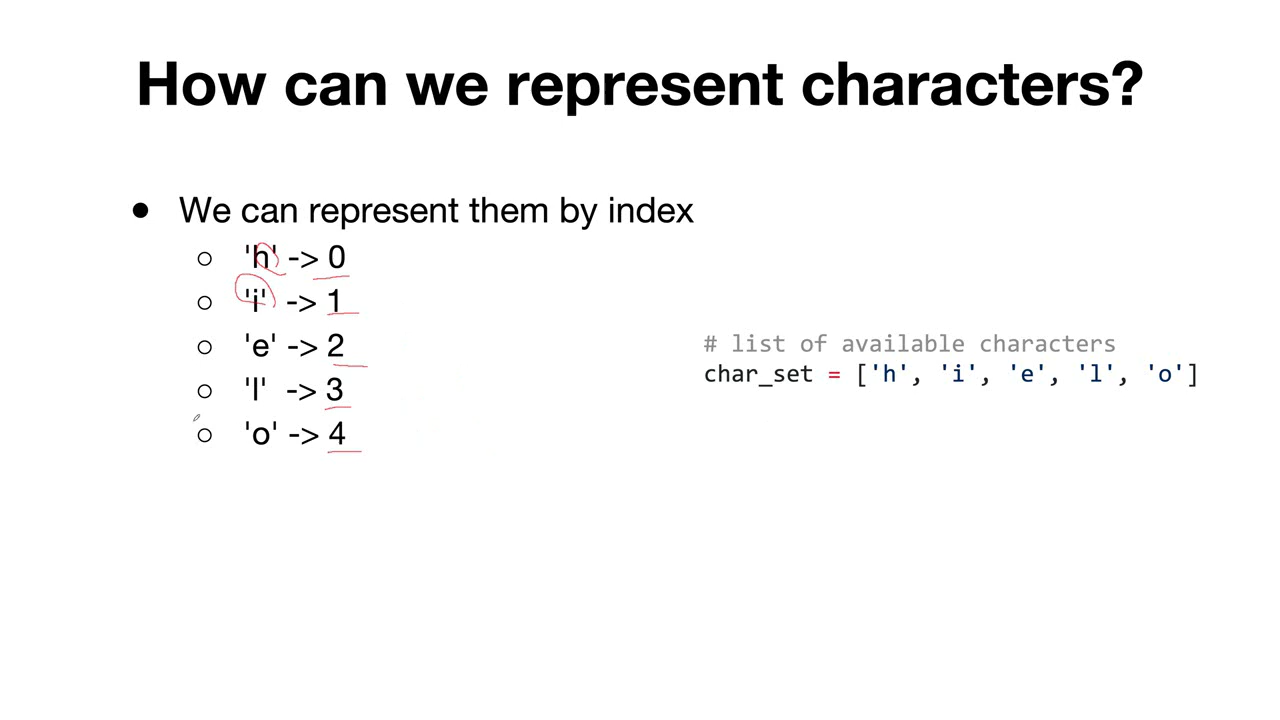 How can we represent characters?
● We can represent them by index
○ 'h' -> 0
○ 'i' -> 1
○ 'e' -> 2
○ 'l' -> 3
○ 'o' -> 4
# list of available characters
char_set = ['h', 'i', 'e', 'l', 'o']